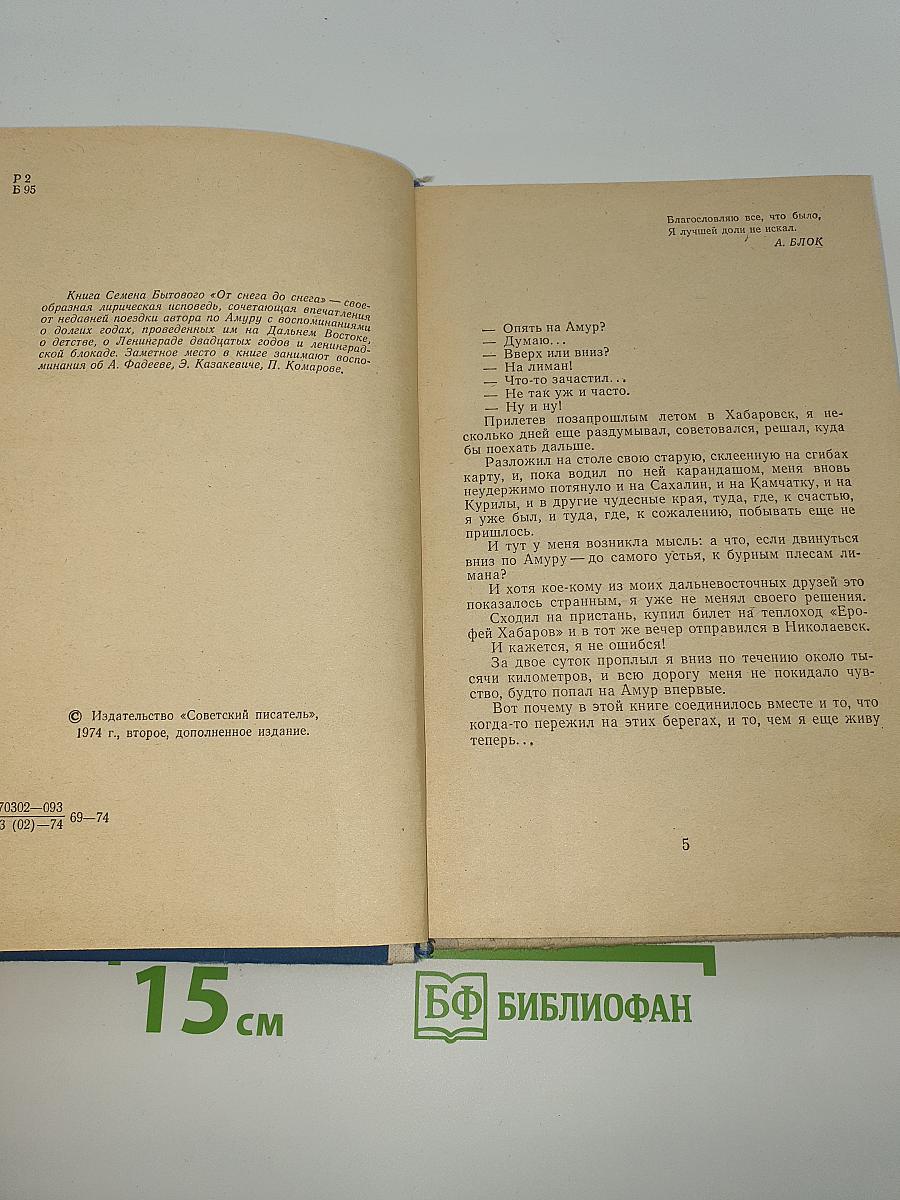 Р 2
Б 95
Книга Семена Бытового «От снега до снега» — свое-
образная лирическая исповедь, сочетающая впечатления
от недавней поездки автора по Амуру с воспоминаниями
о долгих годах, проведенных им на Дальнем Востоке,
о детстве, о Ленинграде двадцатых годов и ленинград-
ской блокаде. Заметное место в книге занимают воспо-
минания об А. Фадееве, Э. Казакевиче, П. Комарове.
© Издательство «Советский писатель»,
1974 г., второе, дополненное издание.
70302—093
3 (02)—74
69—74
Благословляю все, что было,
Я лучшей доли не искал.
А. БЛОК
— Опять на Амур?
— Думаю...
— Вверх или вниз?
— На лиман!
— Что-то зачастил...
— Не так уж и часто.
— Ну и ну!
Прилетев позапрошлым летом в Хабаровск, я не-
сколько дней еще раздумывал, советовался, решал, куда
бы поехать дальше.
Разложил на столе свою старую, склеенную на сгибах
карту, и, пока водил по ней карандашом, меня вновь
неудержимо потянуло и на Сахалин, и на Камчатку, и на
Курилы, и в другие чудесные края, туда, где, к счастью,
я уже был, и туда, где, к сожалению, побывать еще не
пришлось.
И тут у меня возникла мысль: а что, если двинуться
вниз по Амуру — до самого устья, к бурным плесам ли-
мана?
И хотя кое-кому из моих дальневосточных друзей это
показалось странным, я уже не менял своего решения.
Сходил на пристань, купил билет на теплоход «Еро-
фей Хабаров» и в тот же вечер отправился в Николаевск.
И кажется, я не ошибся!
За двое суток проплыл я вниз по течению около ты-
сячи километров, и всю дорогу меня не покидало чув-
ство, будто попал на Амур впервые.
Вот почему в этой книге соединилось вместе и то, что
когда-то пережил на этих берегах, и то, чем я еще живу
теперь...
5
15 см
БФ БИБЛИОФАН